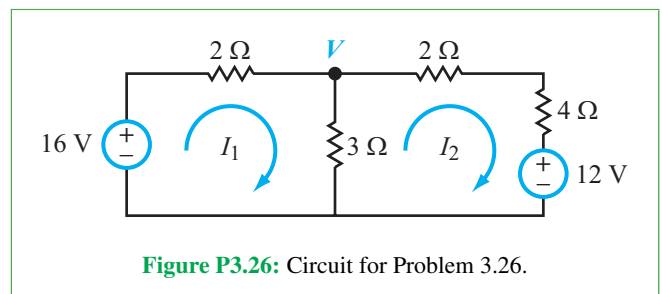 2 Ω V 2 Ω
4 Ω
16 V + − I1 3 Ω I2 + − 12 V
Figure P3.26: Circuit for Problem 3.26.